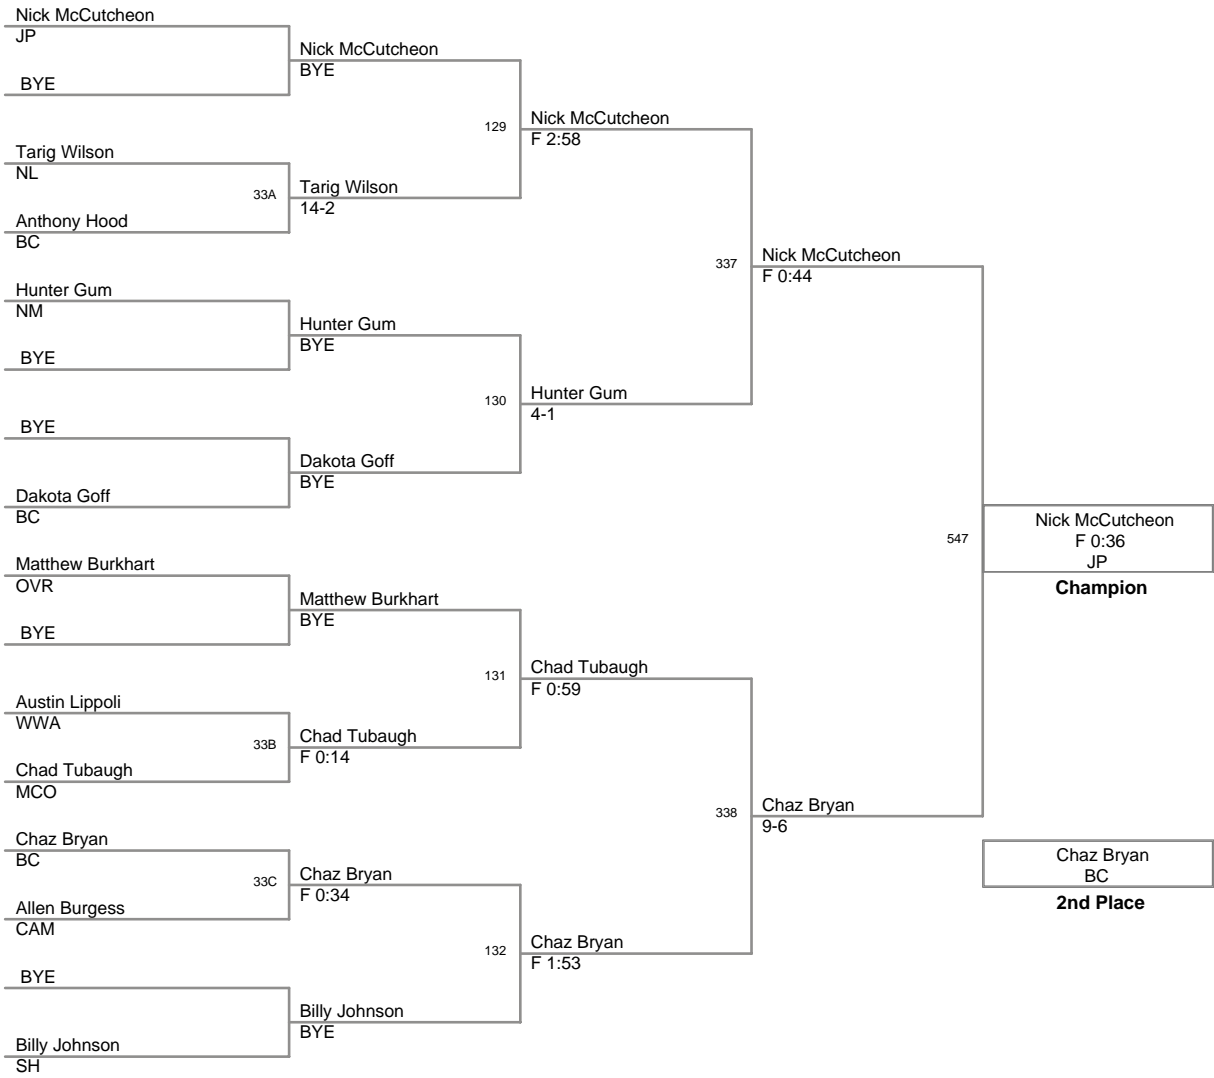 Nick McCutcheon
JP
BYE
Tarig Wilson
NL
33A
Anthony Hood
BC
Hunter Gum
NM
BYE
BYE
Dakota Goff
BC
Matthew Burkhart
OVR
BYE
Austin Lippoli
WWA
33B
Chad Tubaugh
MCO
Chaz Bryan
BC
33C
Allen Burgess
CAM
BYE
Billy Johnson
SH
Nick McCutcheon
BYE
129
Tarig Wilson
14-2
Hunter Gum
BYE
130
Dakota Goff
BYE
Matthew Burkhart
BYE
131
Chad Tubaugh
F 0:14
Chaz Bryan
F 0:34
132
Billy Johnson
BYE
Nick McCutcheon
F 2:58
337
Hunter Gum
4-1
Chad Tubaugh
F 0:59
338
Chaz Bryan
F 1:53
Nick McCutcheon
F 0:44
547
Chaz Bryan
9-6
Nick McCutcheon
F 0:36
JP
Champion
Chaz Bryan
BC
2nd Place